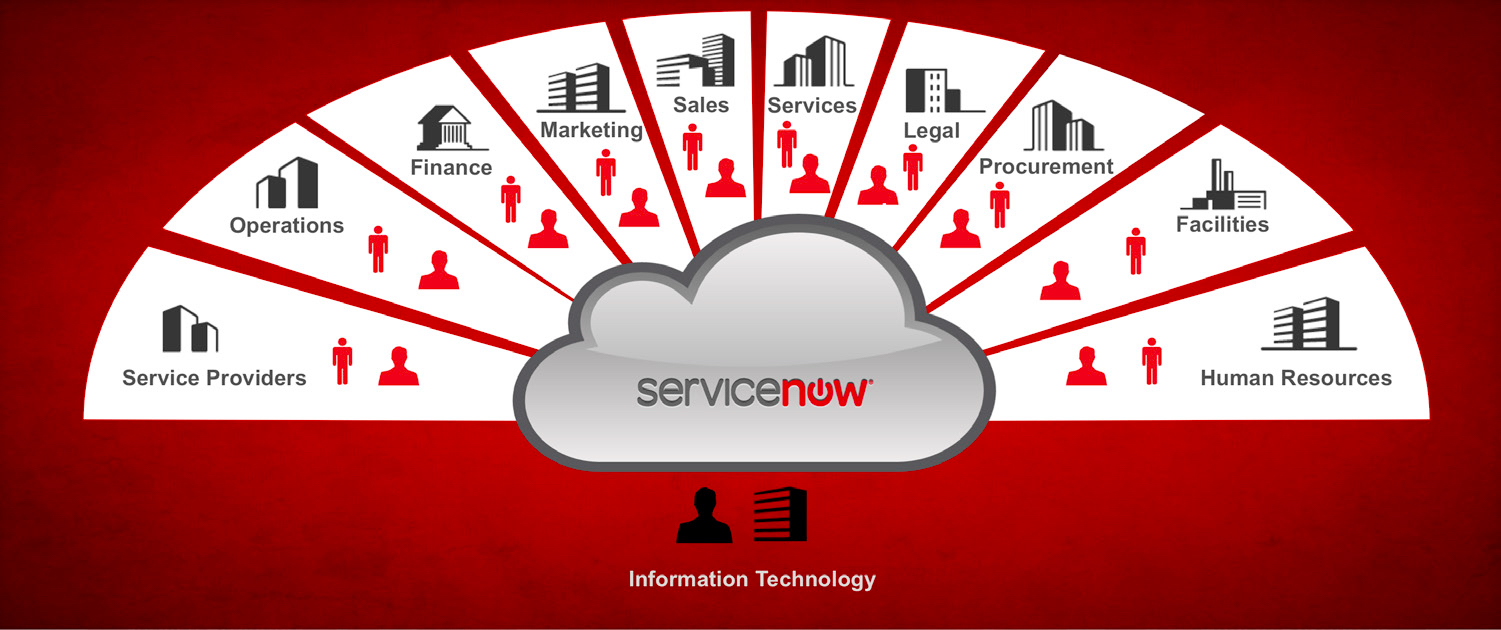 Sales
Services
Marketing
Legal
Finance
Procurement
Operations
Facilities
Service Providers
Human Resources
servicenow®
Information Technology